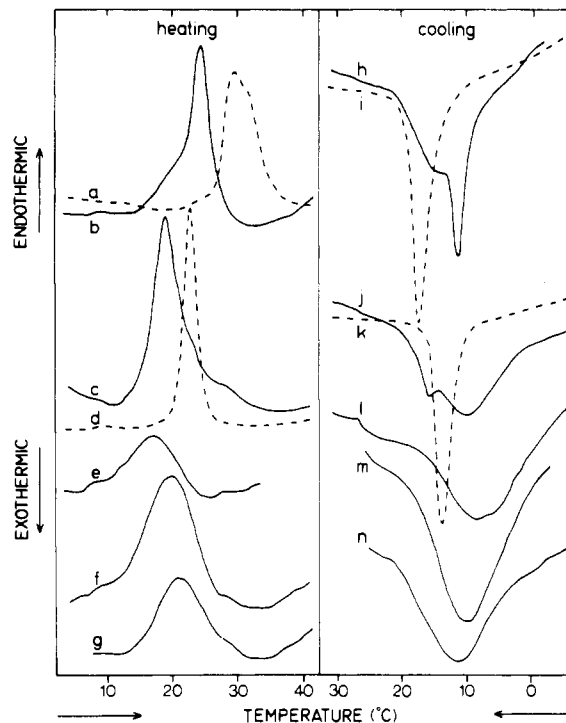 heating
cooling
ENDOTHERMIC
EXOTHERMIC
a
b
c
d
e
f
g
h
i
j
k
l
m
n
10 20 30 40
30 20 10 0
TEMPERATURE (°C)